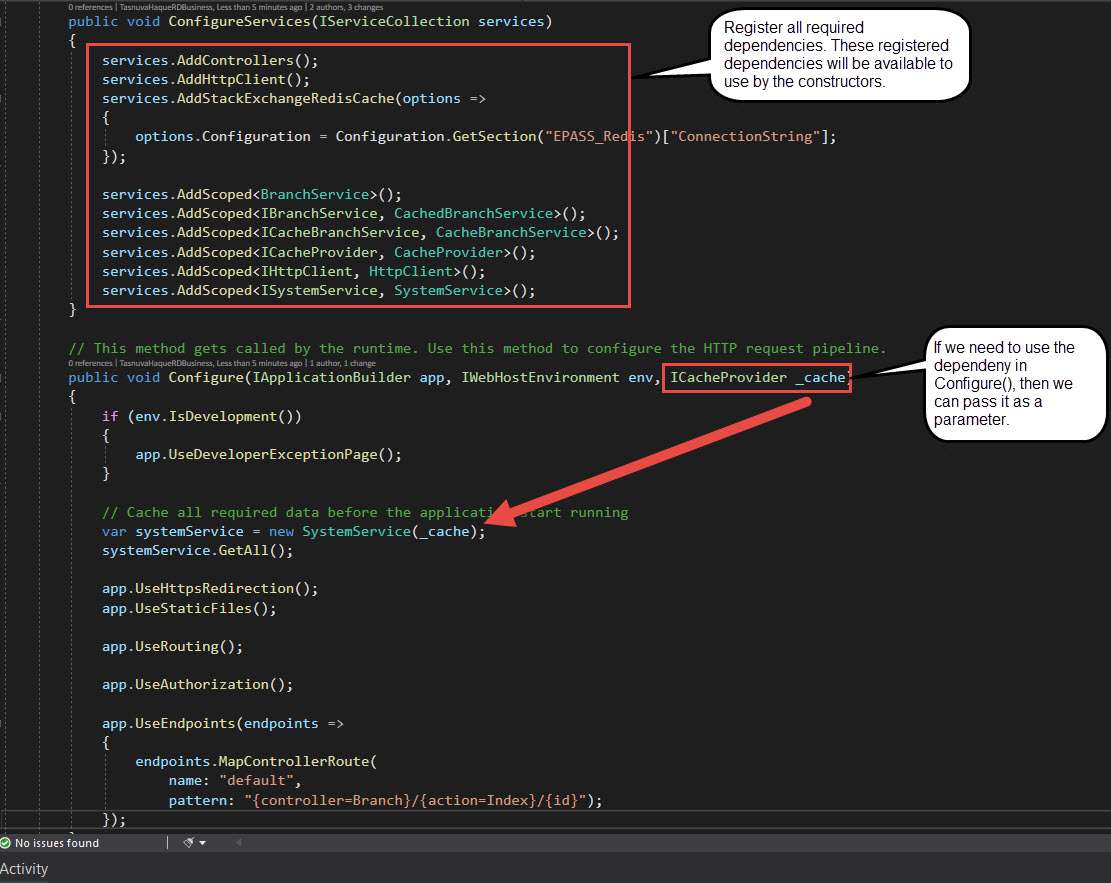 0 references | TasnuvaHaqueRDBusiness, Less than 5 minutes ago | 2 authors, 3 changes
public void ConfigureServices(IServiceCollection services)
{
services.AddControllers();
services.AddHttpClient();
services.AddStackExchangeRedisCache(options =>
{
options.Configuration = Configuration.GetSection("EPASS_Redis")["ConnectionString"];
});
services.AddScoped<BranchService>();
services.AddScoped<IBranchService, CachedBranchService>();
services.AddScoped<ICacheBranchService, CacheBranchService>();
services.AddScoped<ICacheProvider, CacheProvider>();
services.AddScoped<IHttpClient, HttpClient>();
services.AddScoped<ISystemService, SystemService>();
}
Register all required
dependencies. These registered
dependencies will be available to
use by the constructors.
// This method gets called by the runtime. Use this method to configure the HTTP request pipeline.
0 references | TasnuvaHaqueRDBusiness, Less than 5 minutes ago | 1 author, 1 change
public void Configure(IApplicationBuilder app, IWebHostEnvironment env, ICacheProvider _cache)
{
if (env.IsDevelopment())
{
app.UseDeveloperExceptionPage();
}
If we need to use the
dependeny in
Configure(), then we
can pass it as a
parameter.
// Cache all required data before the application start running
var systemService = new SystemService(_cache);
systemService.GetAll();
app.UseHttpsRedirection();
app.UseStaticFiles();
app.UseRouting();
app.UseAuthorization();
app.UseEndpoints(endpoints =>
{
endpoints.MapControllerRoute(
name: "default",
pattern: "{controller=Branch}/{action=Index}/{id}");
});
No issues found
Activity